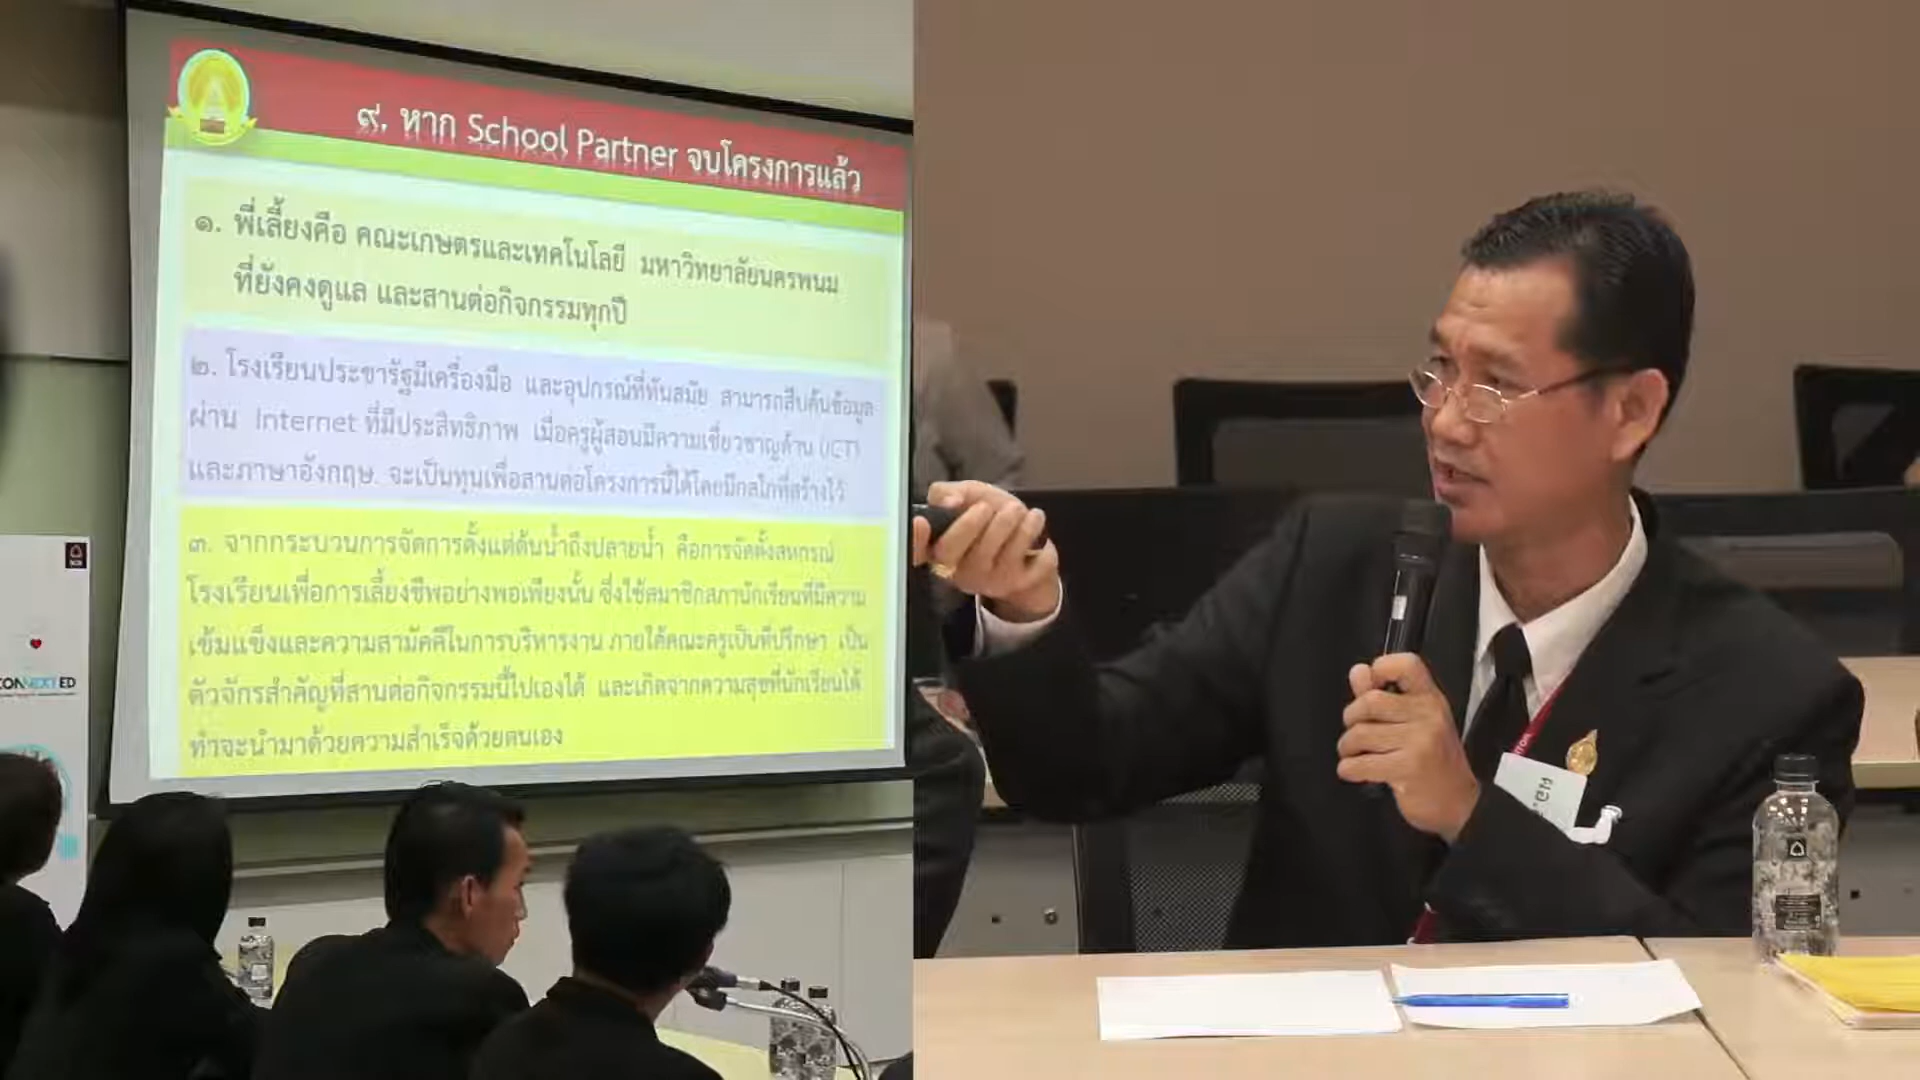 ๙. หาก School Partner จบโครงการแล้ว
๑. พี่เลี้ยงคือ คณะเกษตรและเทคโนโลยี มหาวิทยาลัยนครพนม
ที่ยังคงดูแล และสานต่อกิจกรรมทุกปี
๒. โรงเรียนประชารัฐมีเครื่องมือ และอุปกรณ์ที่ทันสมัย สามารถสืบค้นข้อมูล
ผ่าน Internet ที่มีประสิทธิภาพ เมื่อครูผู้สอนมีความเชี่ยวชาญด้าน (ICT)
และภาษาอังกฤษ จะเป็นทุนเพื่อสานต่อโครงการนี้ได้โดยมีกลไกที่สร้างไว้
๓. จากกระบวนการจัดการตั้งแต่ต้นน้ำถึงปลายน้ำ คือการจัดตั้งสหกรณ์
โรงเรียนเพื่อการเลี้ยงชีพอย่างพอเพียงนั้น ซึ่งใช้สมาชิกสภานักเรียนที่มีความ
เข้มแข็งและความสามัคคีในการบริหารงาน ภายใต้คณะครูเป็นที่ปรึกษา เป็น
ตัวจักรสำคัญที่สานต่อกิจกรรมนี้ไปเองได้ และเกิดจากความสุขที่นักเรียนได้
ทำจะนำมาด้วยความสำเร็จด้วยตนเอง
CONNEXT ED
ผอ.